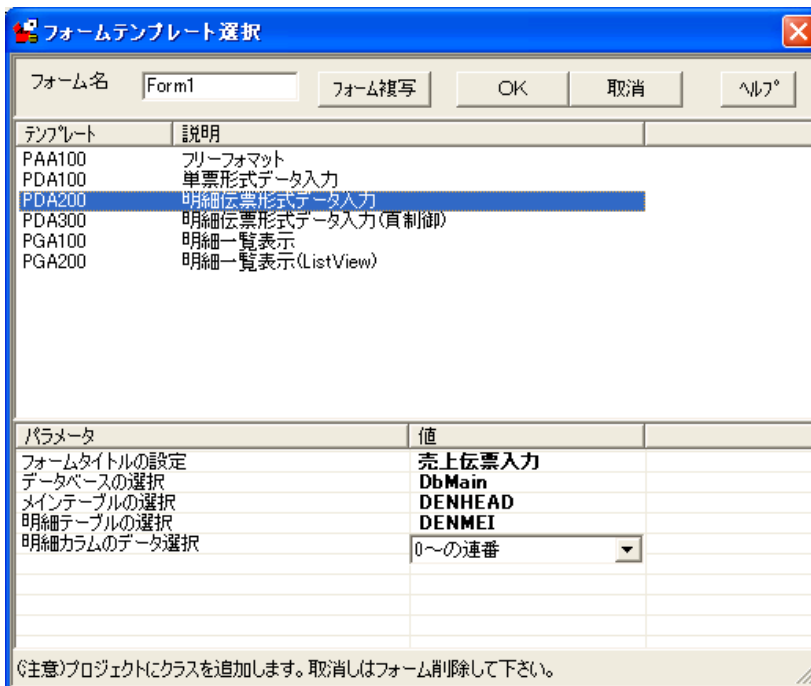 フォームテンプレート選択
フォーム名 Form1 フォーム複写 OK 取消 ヘルプ
テンプレート 説明
PAA100 フリーフォマット
PDA100 単票形式データ入力
PDA200 明細伝票形式データ入力
PDA300 明細伝票形式データ入力(頁制御)
PGA100 明細一覧表示
PGA200 明細一覧表示(ListView)
パラメータ 値
フォームタイトルの設定 売上伝票入力
データベースの選択 DbMain
メインテーブルの選択 DENHEAD
明細テーブルの選択 DENMEI
明細カラムのデータ選択 0～の連番
(注意)プロジェクトにクラスを追加します。取消しはフォーム削除して下さい。